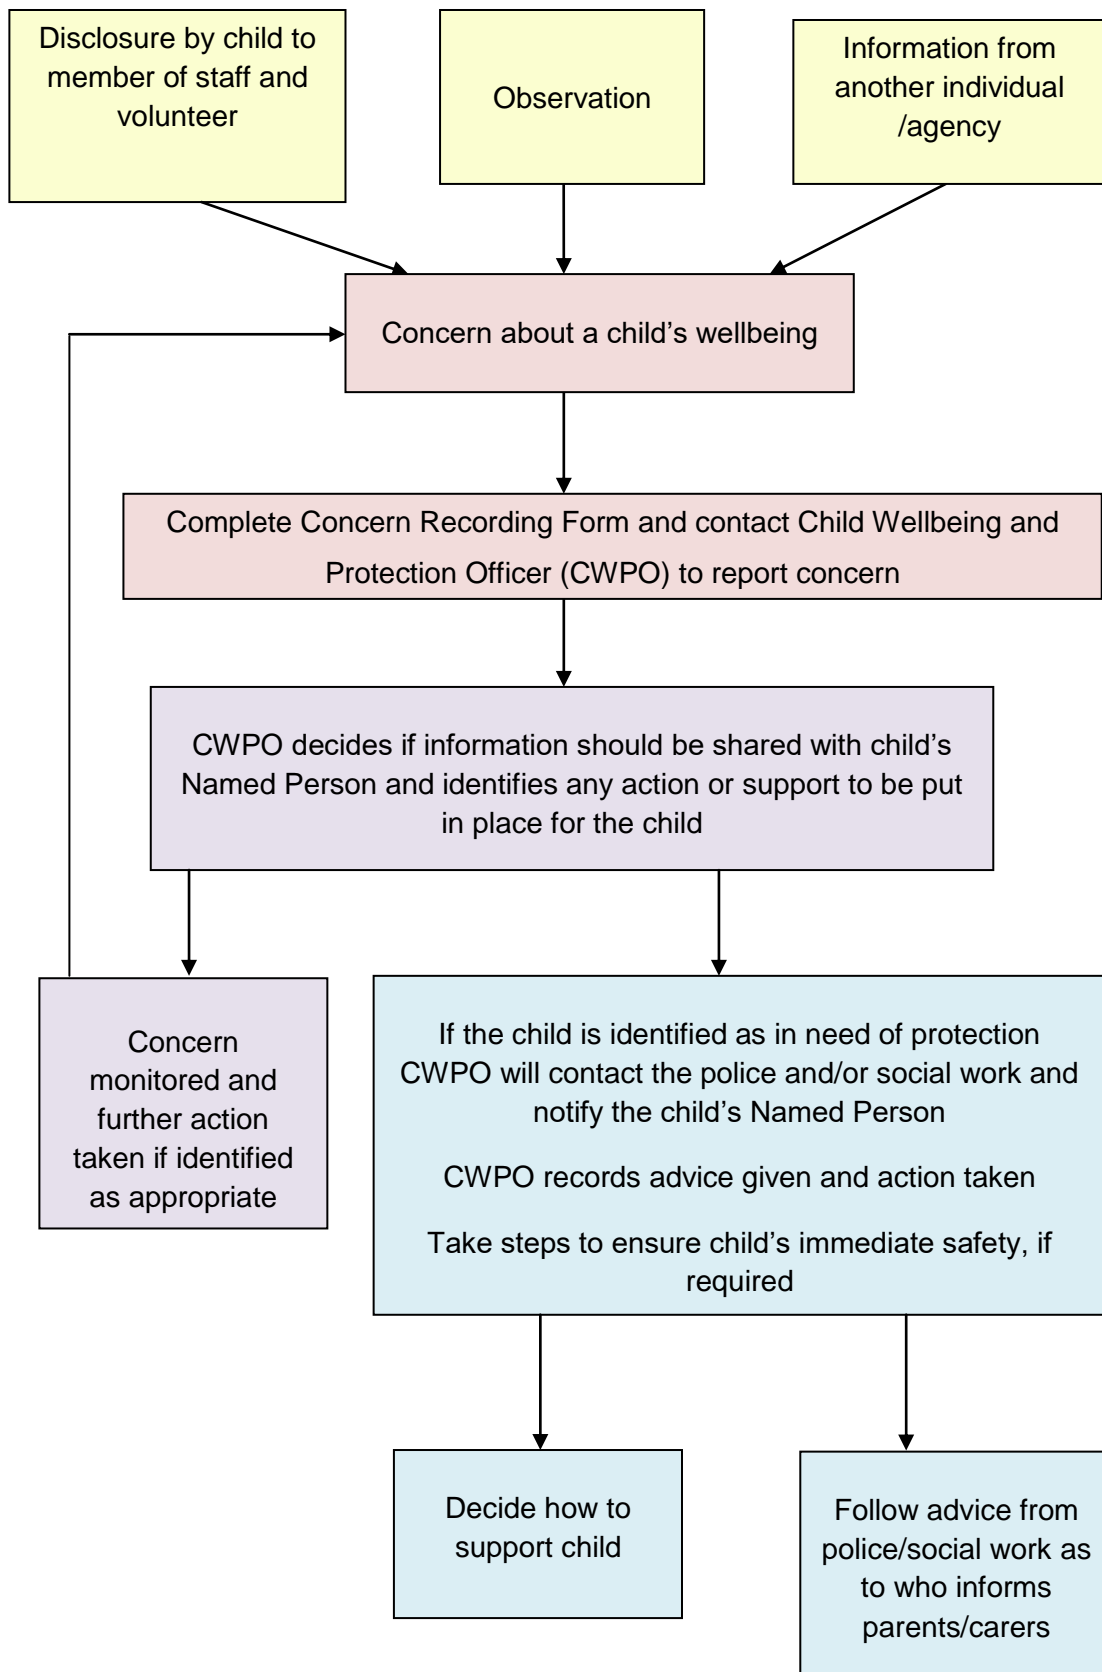 Disclosure by child to
member of staff and
volunteer
Observation
Information from
another individual
/agency
Concern about a child’s wellbeing
Complete Concern Recording Form and contact Child Wellbeing and
Protection Officer (CWPO) to report concern
CWPO decides if information should be shared with child’s
Named Person and identifies any action or support to be put
in place for the child
Concern
monitored and
further action
taken if identified
as appropriate
If the child is identified as in need of protection
CWPO will contact the police and/or social work and
notify the child’s Named Person
CWPO records advice given and action taken
Take steps to ensure child’s immediate safety, if
required
Decide how to
support child
Follow advice from
police/social work as
to who informs
parents/carers